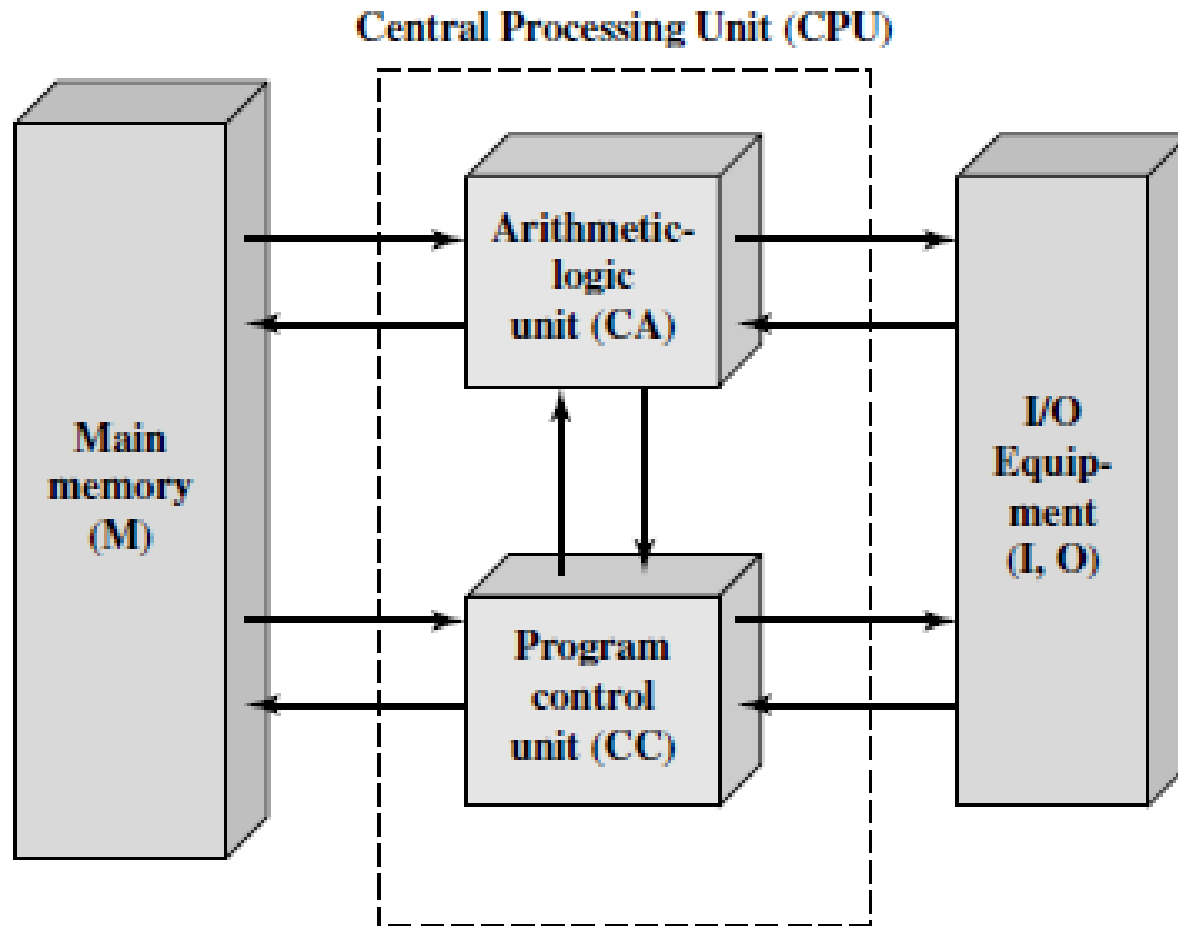 Central Processing Unit (CPU)
Arithmetic-
logic
unit (CA)
Main
memory
(M)
I/O
Equip-
ment
(I, O)
Program
control
unit (CC)